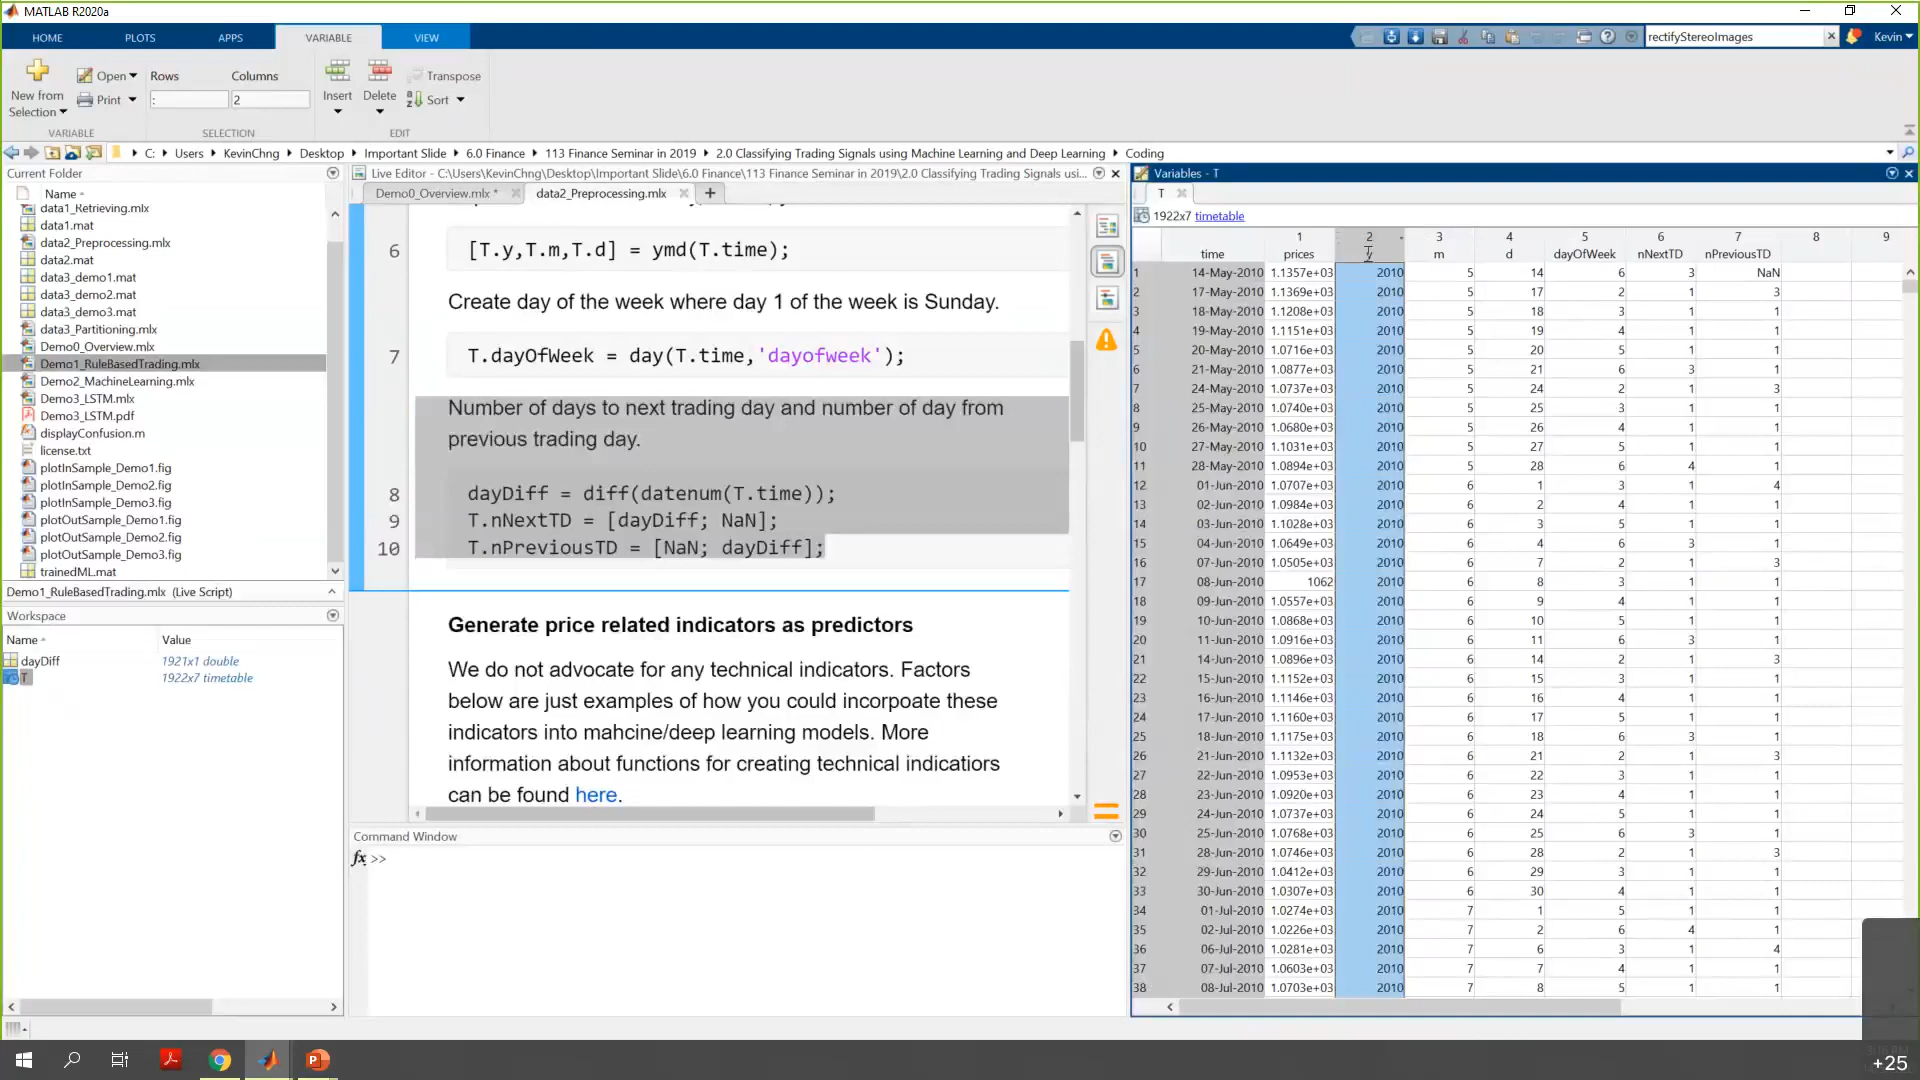 MATLAB R2020a
HOME PLOTS APPS VARIABLE VIEW rectifyStereoImages Kevin
New from Selection Open Print Rows Columns : 2 Insert Delete Transpose Sort
VARIABLE SELECTION EDIT
C: Users KevinChng Desktop Important Slide 6.0 Finance 113 Finance Seminar in 2019 2.0 Classifying Trading Signals using Machine Learning and Deep Learning Coding
Current Folder
Name
data1_Retrieving.mlx
data1.mat
data2_Preprocessing.mlx
data2.mat
data3_demo1.mat
data3_demo2.mat
data3_demo3.mat
data3_Partitioning.mlx
Demo0_Overview.mlx
Demo1_RuleBasedTrading.mlx
Demo2_MachineLearning.mlx
Demo3_LSTM.mlx
Demo3_LSTM.pdf
displayConfusion.m
license.txt
plotInSample_Demo1.fig
plotInSample_Demo2.fig
plotInSample_Demo3.fig
plotOutSample_Demo1.fig
plotOutSample_Demo2.fig
plotOutSample_Demo3.fig
trainedML.mat
Demo1_RuleBasedTrading.mlx (Live Script)
Workspace
Name Value
dayDiff 1921x1 double
T 1922x7 timetable
Live Editor - C:\Users\KevinChng\Desktop\Important Slide\6.0 Finance\113 Finance Seminar in 2019\2.0 Classifying Trading Signals usi...
Demo0_Overview.mlx * data2_Preprocessing.mlx +
6 [T.y,T.m,T.d] = ymd(T.time);
Create day of the week where day 1 of the week is Sunday.
7 T.dayOfWeek = day(T.time,'dayofweek');
Number of days to next trading day and number of day from
previous trading day.
8 dayDiff = diff(datenum(T.time));
9 T.nNextTD = [dayDiff; NaN];
10 T.nPreviousTD = [NaN; dayDiff];
Generate price related indicators as predictors
We do not advocate for any technical indicators. Factors
below are just examples of how you could incorpoate these
indicators into mahcine/deep learning models. More
information about functions for creating technical indicatiors
can be found here.
Command Window
fx >>
Variables - T
T
1922x7 timetable
1 2 3 4 5 6 7 8 9
time prices y m d dayOfWeek nNextTD nPreviousTD
1 14-May-2010 1.1357e+03 2010 5 14 6 3 NaN
2 17-May-2010 1.1369e+03 2010 5 17 2 1 3
3 18-May-2010 1.1208e+03 2010 5 18 3 1 1
4 19-May-2010 1.1151e+03 2010 5 19 4 1 1
5 20-May-2010 1.0716e+03 2010 5 20 5 1 1
6 21-May-2010 1.0877e+03 2010 5 21 6 3 1
7 24-May-2010 1.0737e+03 2010 5 24 2 1 3
8 25-May-2010 1.0740e+03 2010 5 25 3 1 1
9 26-May-2010 1.0680e+03 2010 5 26 4 1 1
10 27-May-2010 1.1031e+03 2010 5 27 5 1 1
11 28-May-2010 1.0894e+03 2010 5 28 6 4 1
12 01-Jun-2010 1.0707e+03 2010 6 1 3 1 4
13 02-Jun-2010 1.0984e+03 2010 6 2 4 1 1
14 03-Jun-2010 1.1028e+03 2010 6 3 5 1 1
15 04-Jun-2010 1.0649e+03 2010 6 4 6 3 1
16 07-Jun-2010 1.0505e+03 2010 6 7 2 1 3
17 08-Jun-2010 1062 2010 6 8 3 1 1
18 09-Jun-2010 1.0557e+03 2010 6 9 4 1 1
19 10-Jun-2010 1.0868e+03 2010 6 10 5 1 1
20 11-Jun-2010 1.0916e+03 2010 6 11 6 3 1
21 14-Jun-2010 1.0896e+03 2010 6 14 2 1 3
22 15-Jun-2010 1.1152e+03 2010 6 15 3 1 1
23 16-Jun-2010 1.1146e+03 2010 6 16 4 1 1
24 17-Jun-2010 1.1160e+03 2010 6 17 5 1 1
25 18-Jun-2010 1.1175e+03 2010 6 18 6 3 1
26 21-Jun-2010 1.1132e+03 2010 6 21 2 1 3
27 22-Jun-2010 1.0953e+03 2010 6 22 3 1 1
28 23-Jun-2010 1.0920e+03 2010 6 23 4 1 1
29 24-Jun-2010 1.0737e+03 2010 6 24 5 1 1
30 25-Jun-2010 1.0768e+03 2010 6 25 6 3 1
31 28-Jun-2010 1.0746e+03 2010 6 28 2 1 3
32 29-Jun-2010 1.0412e+03 2010 6 29 3 1 1
33 30-Jun-2010 1.0307e+03 2010 6 30 4 1 1
34 01-Jul-2010 1.0274e+03 2010 7 1 5 1 1
35 02-Jul-2010 1.0226e+03 2010 7 2 6 4 1
36 06-Jul-2010 1.0281e+03 2010 7 6 3 1 4
37 07-Jul-2010 1.0603e+03 2010 7 7 4 1 1
38 08-Jul-2010 1.0703e+03 2010 7 8 5 1 1
+25